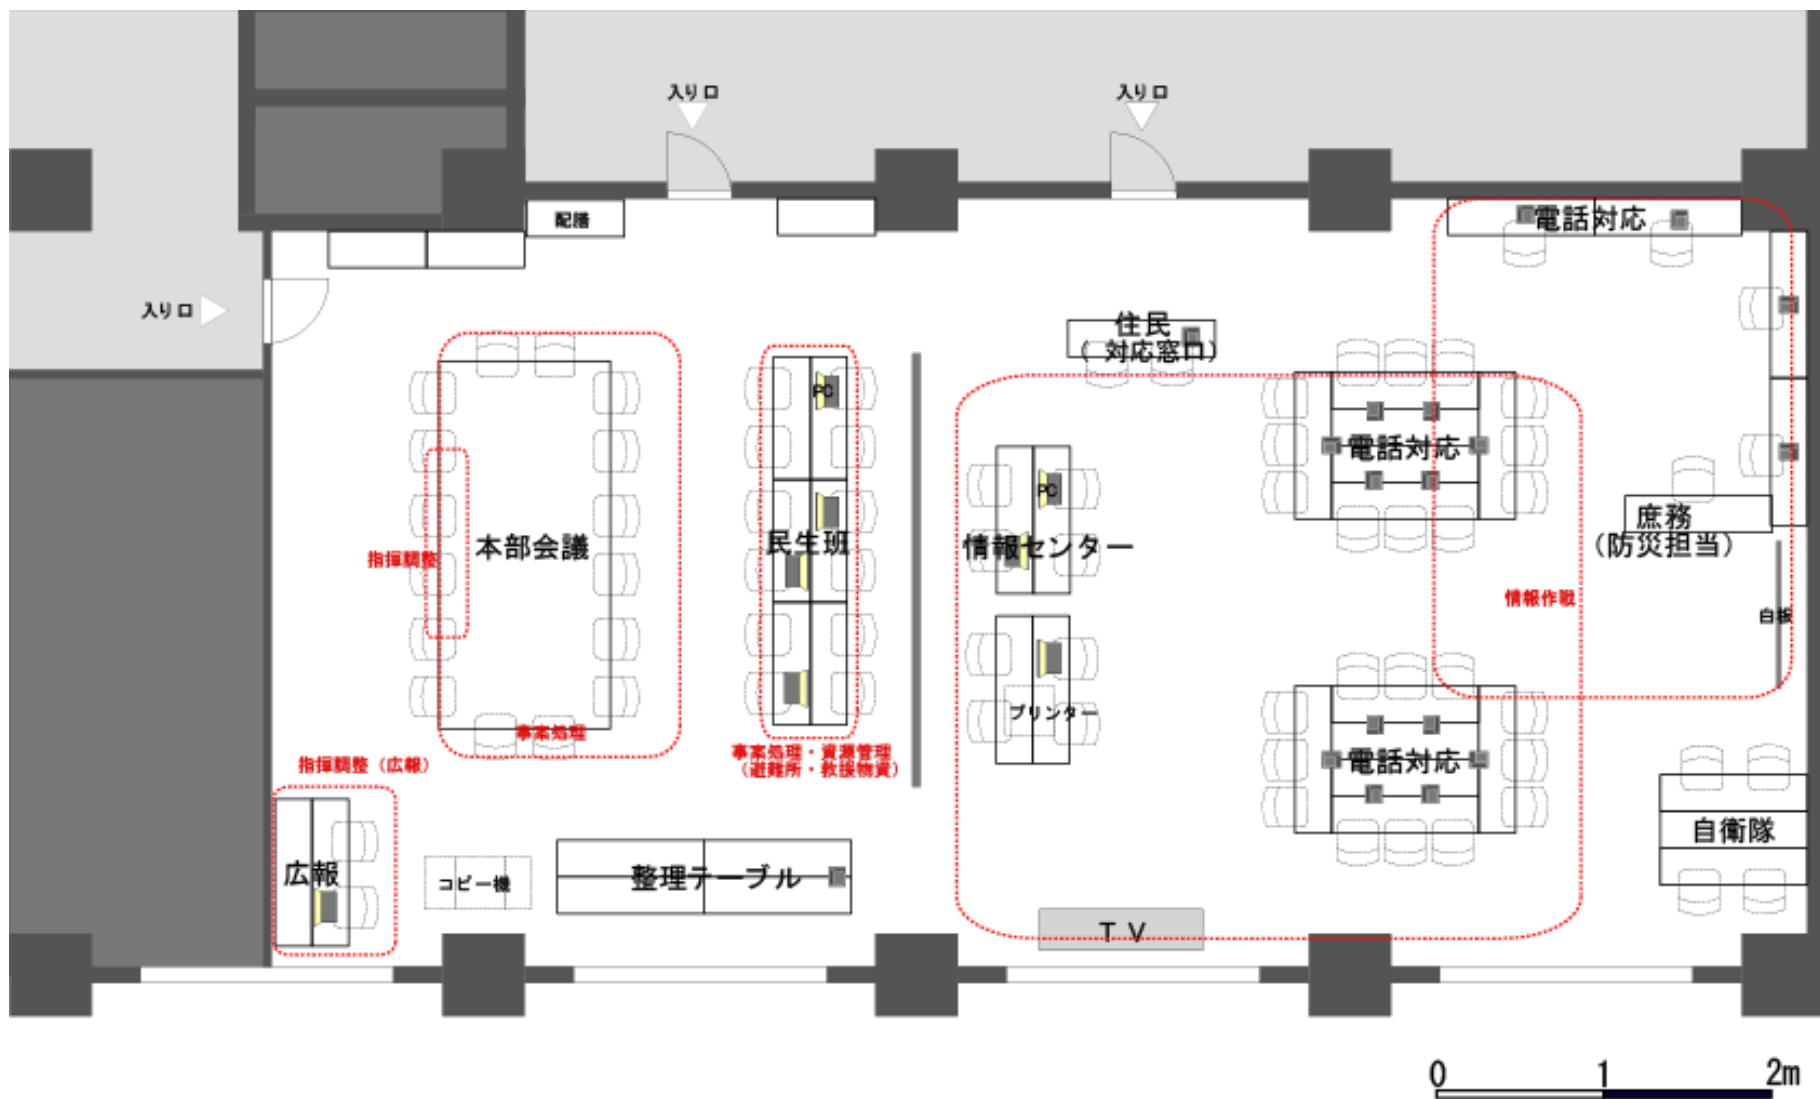 入り口
入り口
配膳
電話対応
入り口
住民
（ 対応窓口）
PC
電話対応
PC
庶務
（防災担当）
本部会議
民生班
情報センター
指揮調整
情報作戦
白板
プリンター
事案処理
事案処理・資源管理
（避難所・救援物資）
指揮調整（広報）
電話対応
自衛隊
広報
コピー機
整理テーブル
ＴＶ
0 1 2m